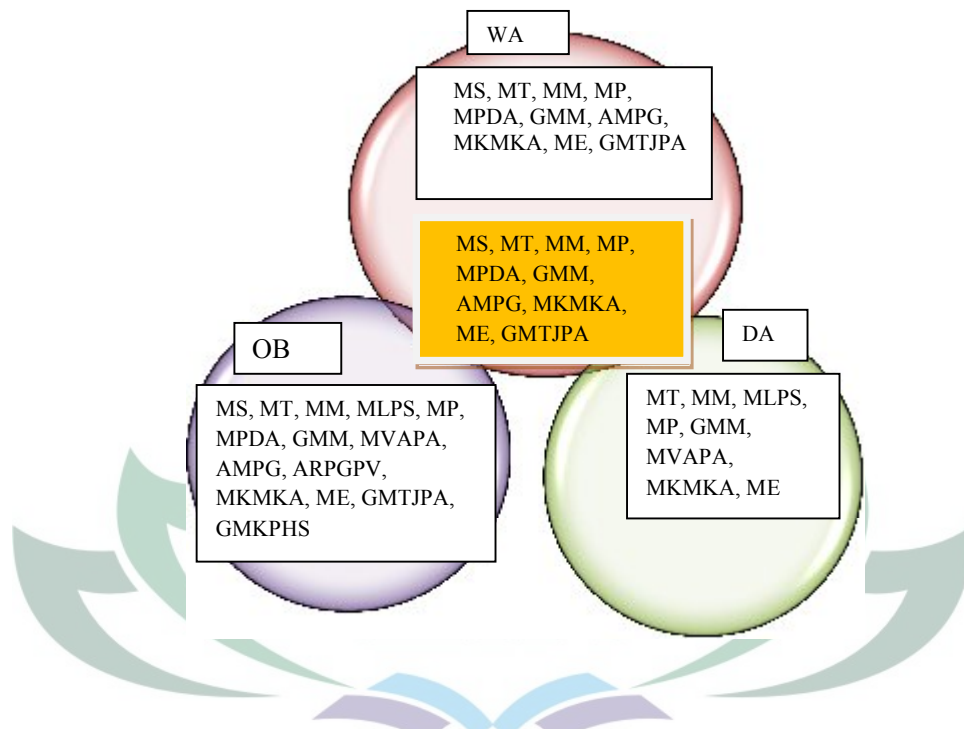 WA
MS, MT, MM, MP,
MPDA, GMM, AMPG,
MKMKA, ME, GMTJPA
MS, MT, MM, MP,
MPDA, GMM,
AMPG, MKMKA,
ME, GMTJPA
OB
MS, MT, MM, MLPS, MP,
MPDA, GMM, MVAPA,
AMPG, ARPGPV,
MKMKA, ME, GMTJPA,
GMKPHS
DA
MT, MM, MLPS,
MP, GMM,
MVAPA,
MKMKA, ME